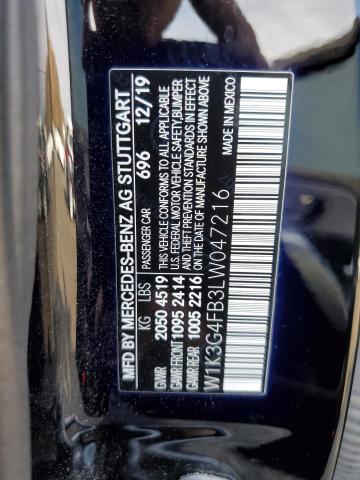 MFD BY MERCEDES-BENZ AG STUTTGART
PASSENGER CAR 696 12/19
KG LBS
GVWR 2050 4519
GAWR FRONT 1095 2414
GAWR REAR 1005 2216
THIS VEHICLE CONFORMS TO ALL APPLICABLE
U.S. FEDERAL MOTOR VEHICLE SAFETY, BUMPER
AND THEFT PREVENTION STANDARDS IN EFFECT
ON THE DATE OF MANUFACTURE SHOWN ABOVE
W1K3G4FB3LW047216
MADE IN MEXICO